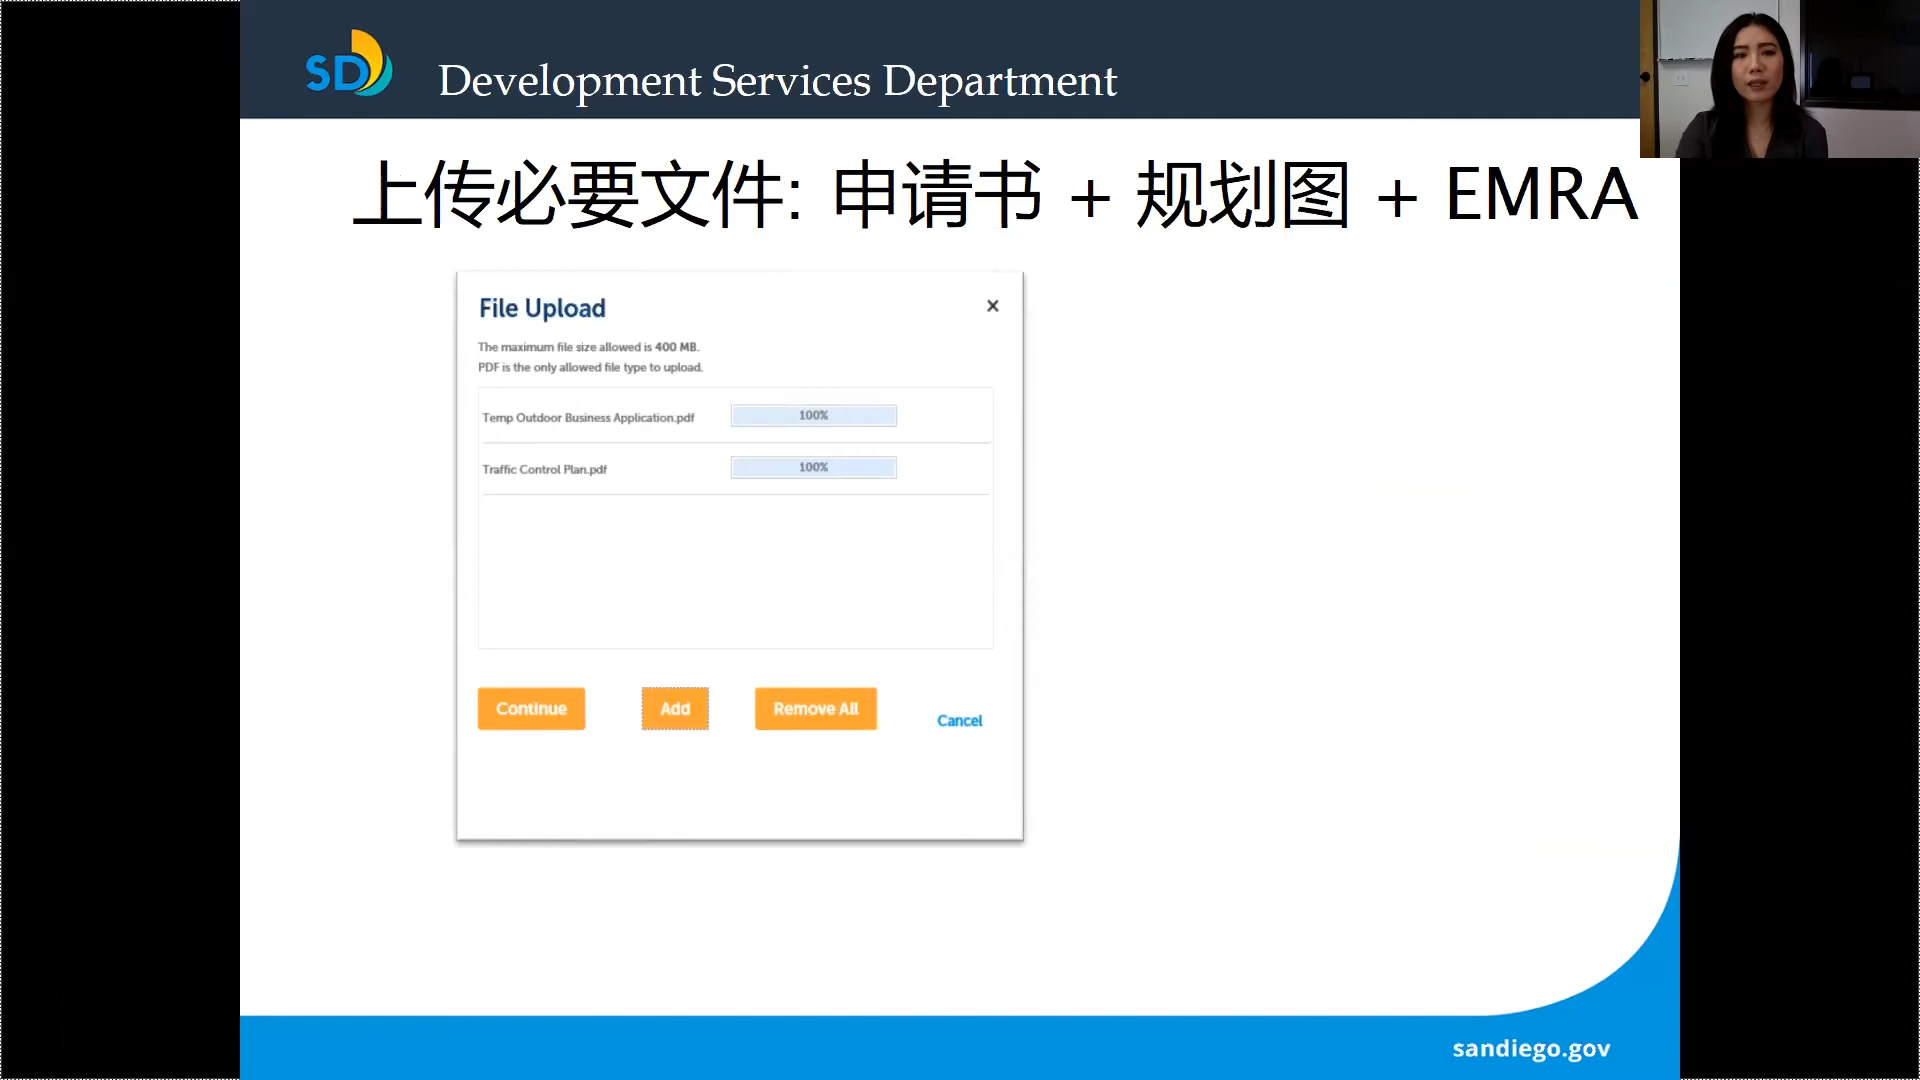 SD
Development Services Department
上传必要文件: 申请书 + 规划图 + EMRA
File Upload
×
The maximum file size allowed is 400 MB.
PDF is the only allowed file type to upload.
Temp Outdoor Business Application.pdf 100%
Traffic Control Plan.pdf 100%
Continue Add Remove All Cancel
sandiego.gov